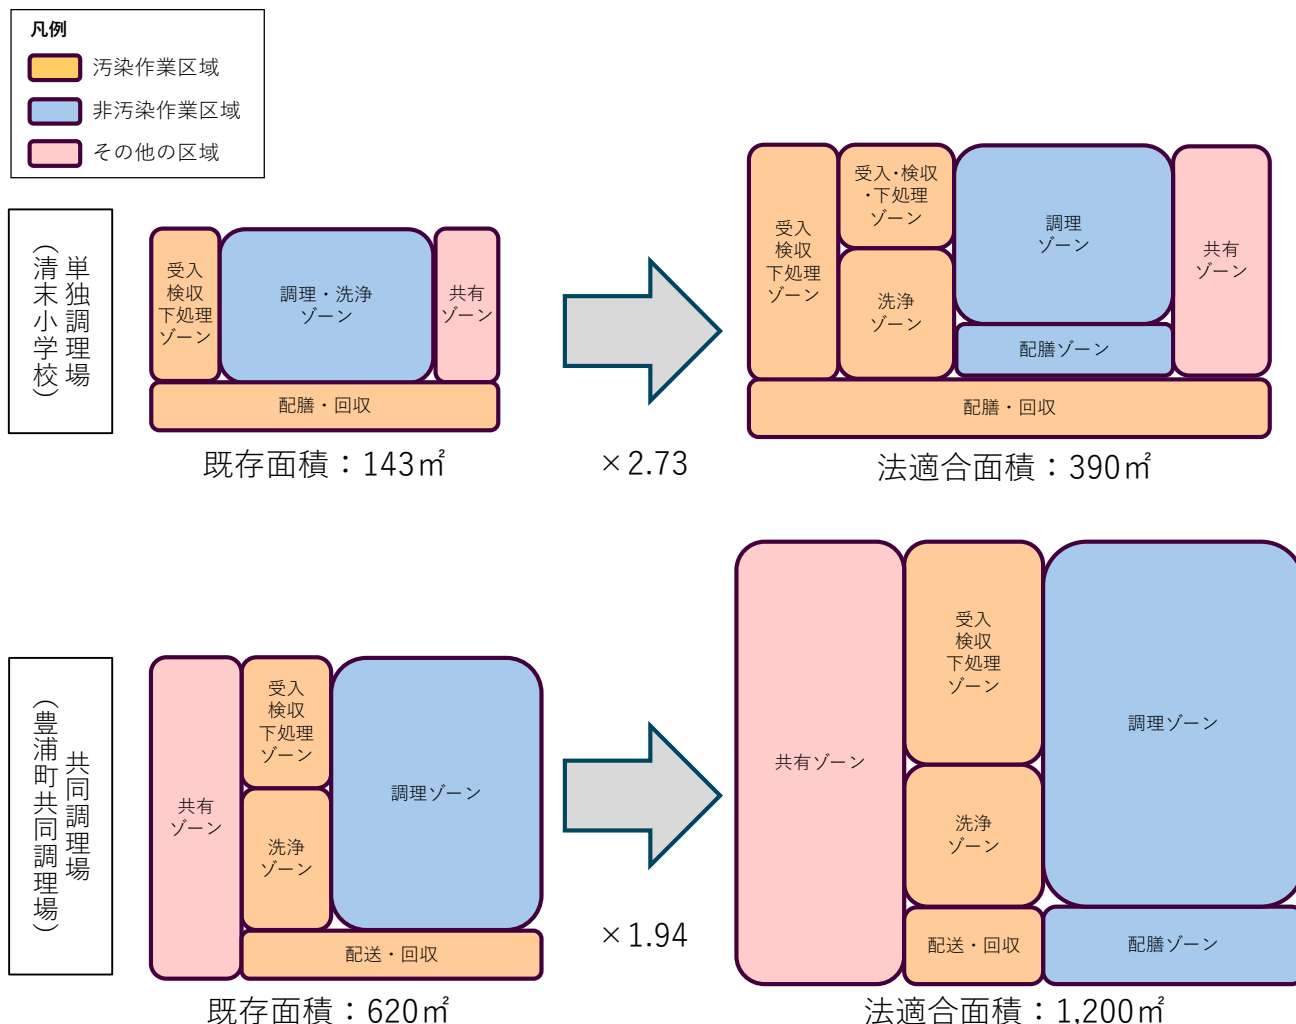 凡例
汚染作業区域
非汚染作業区域
その他の区域
単独調理場
（清末小学校）
受入
検収
下処理
ゾーン
調理・洗浄
ゾーン
共有
ゾーン
配膳・回収
既存面積：143㎡
×2.73
受入
検収
下処理
ゾーン
受入・検収
・下処理
ゾーン
洗浄
ゾーン
調理
ゾーン
配膳ゾーン
共有
ゾーン
配膳・回収
法適合面積：390㎡
共同調理場
（豊浦町共同調理場）
共有
ゾーン
受入
検収
下処理
ゾーン
洗浄
ゾーン
調理ゾーン
配送・回収
既存面積：620㎡
×1.94
共有ゾーン
受入
検収
下処理
ゾーン
洗浄
ゾーン
配送・回収
調理ゾーン
配膳ゾーン
法適合面積：1,200㎡